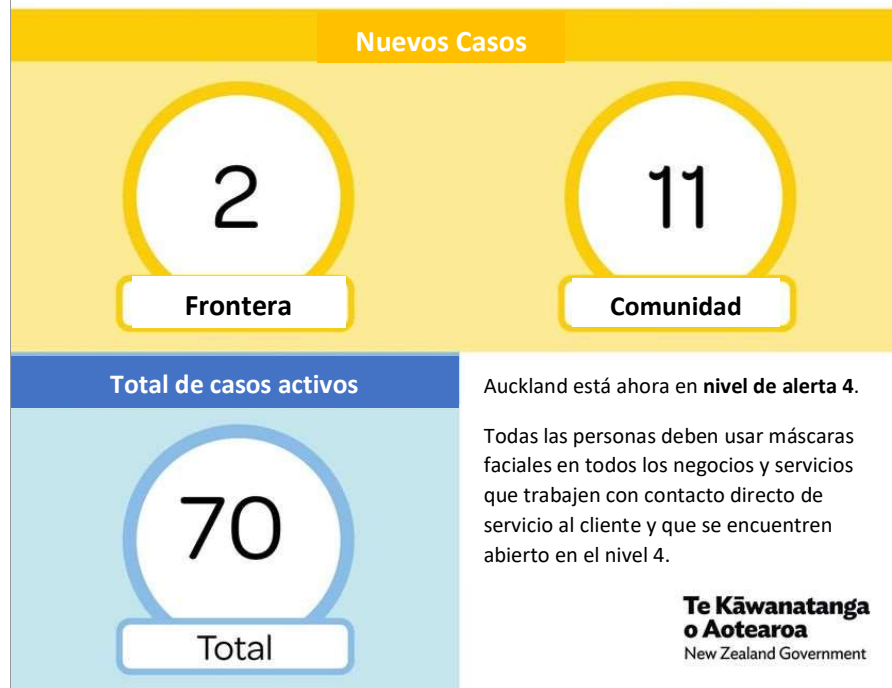 Nuevos Casos
2
11
Frontera
Comunidad
Total de casos activos
70
Total
Auckland está ahora en nivel de alerta 4.
Todas las personas deben usar máscaras
faciales en todos los negocios y servicios
que trabajen con contacto directo de
servicio al cliente y que se encuentren
abierto en el nivel 4.
Te Kāwanatanga
o Aotearoa
New Zealand Government